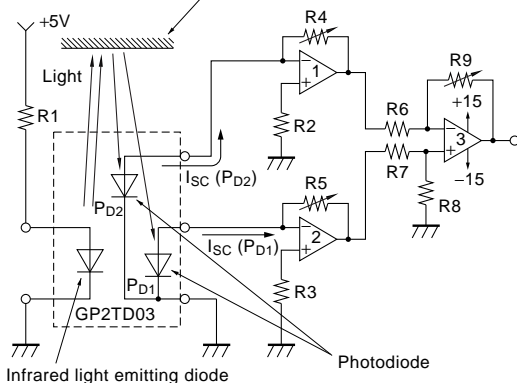 +5V
R4
Light
1
R9
R1
R2
R6
+15
3
R7
−15
ISC (PD2)
R5
R8
PD2
2
ISC (PD1)
R3
PD1
GP2TD03
Photodiode
Infrared light emitting diode